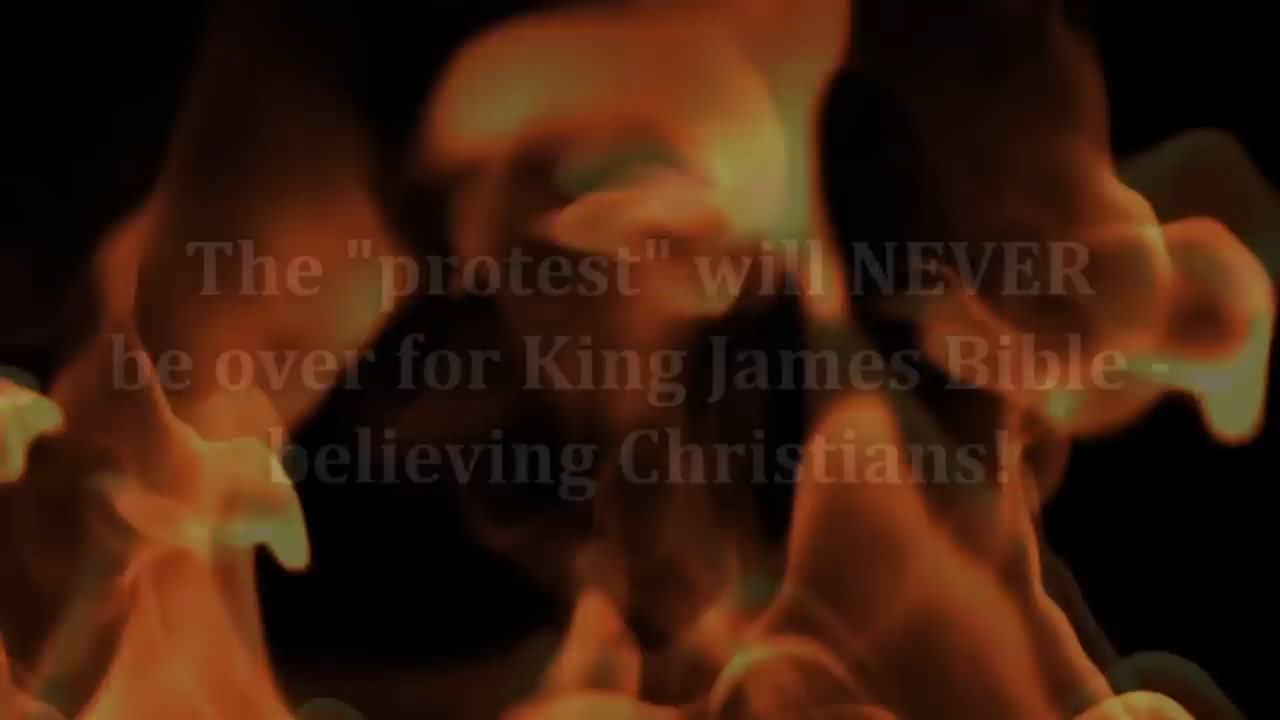 The "protest" will NEVER
be over for King James Bible -
believing Christians!